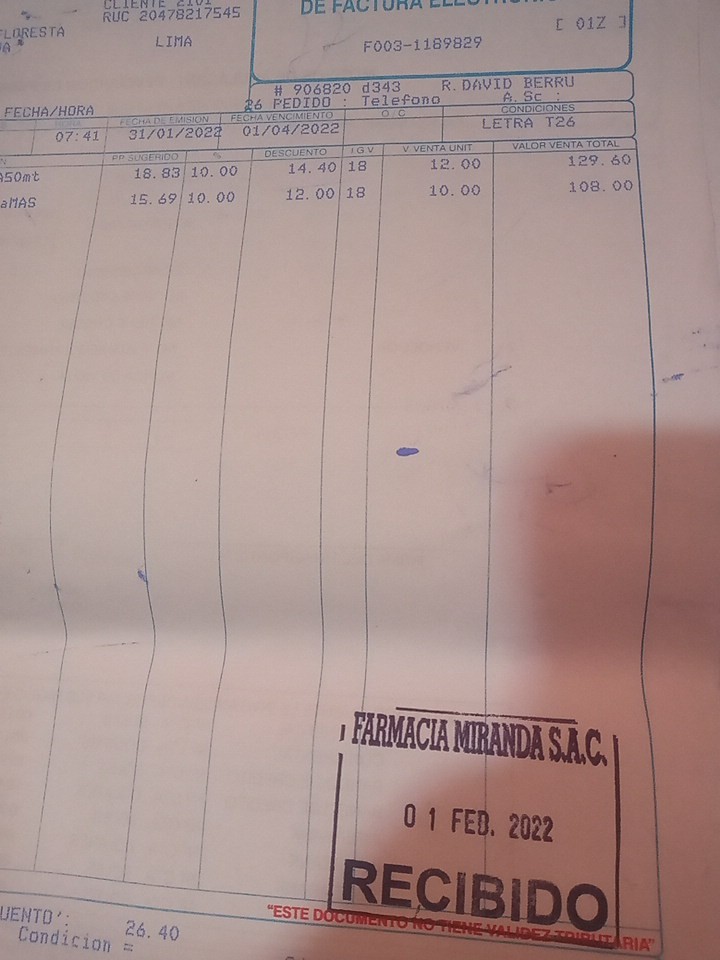 CLIENTE 2101
RUC 20478217545
FLORESTA
LIMA
DE FACTURA
[ 01Z ]
F003-1189829
# 906820 d343 R.DAVID BERRU
26 PEDIDO : Telefono A.Sc :
FECHA/HORA
HORA FECHA DE EMISION FECHA VENCIMIENTO O / C CONDICIONES
07:41 31/01/2022 01/04/2022 LETRA T26
PP. SUGERIDO % DESCUENTO I G V V. VENTA UNIT VALOR VENTA TOTAL
A50mt 18.83 10.00 14.40 18 12.00 129.60
aMAS 15.69 10.00 12.00 18 10.00 108.00
FARMACIA MIRANDA S.A.C.
01 FEB. 2022
RECIBIDO
"ESTE DOCUMENTO NO TIENE VALIDEZ TRIBUTARIA"
UENTO': 26.40
Condicion =